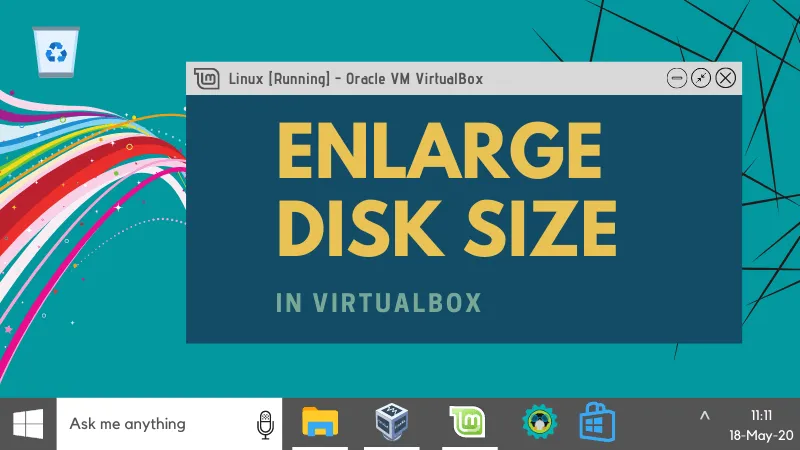 Linux [Running] - Oracle VM VirtualBox
ENLARGE
DISK SIZE
IN VIRTUALBOX
Ask me anything
11:11
18-May-20